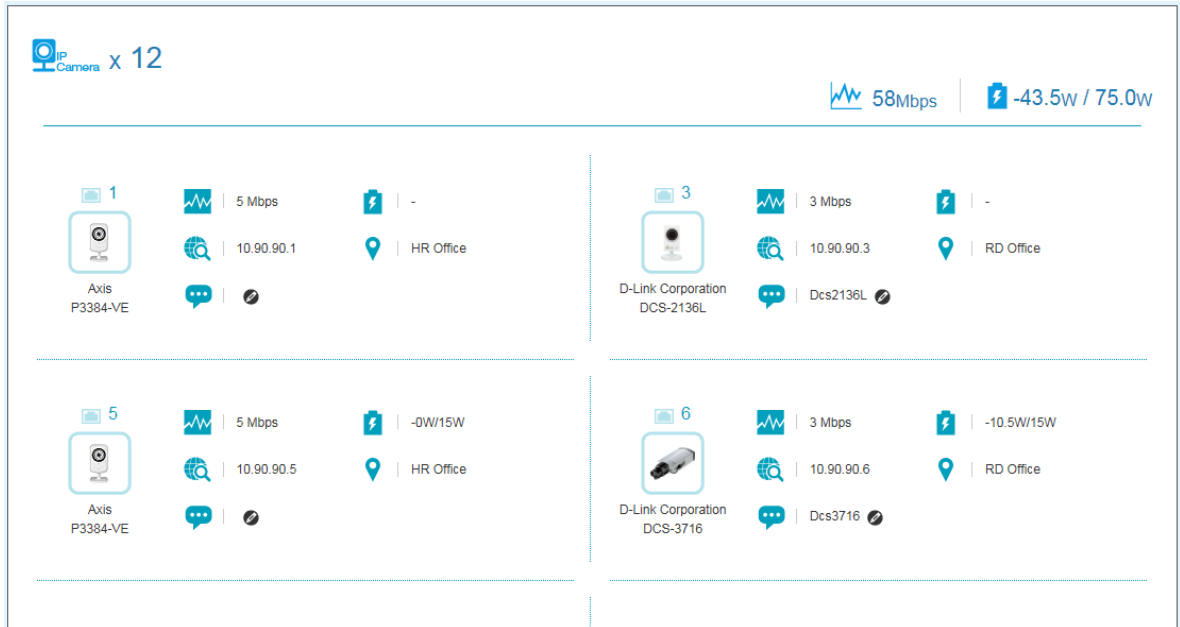 IP
Camera x 12
58Mbps -43.5W / 75.0W
1
5 Mbps -
10.90.90.1 HR Office
Axis
P3384-VE
3
3 Mbps -
10.90.90.3 RD Office
D-Link Corporation
DCS-2136L
Dcs2136L
5
5 Mbps -0W/15W
10.90.90.5 HR Office
Axis
P3384-VE
6
3 Mbps -10.5W/15W
10.90.90.6 RD Office
D-Link Corporation
DCS-3716
Dcs3716